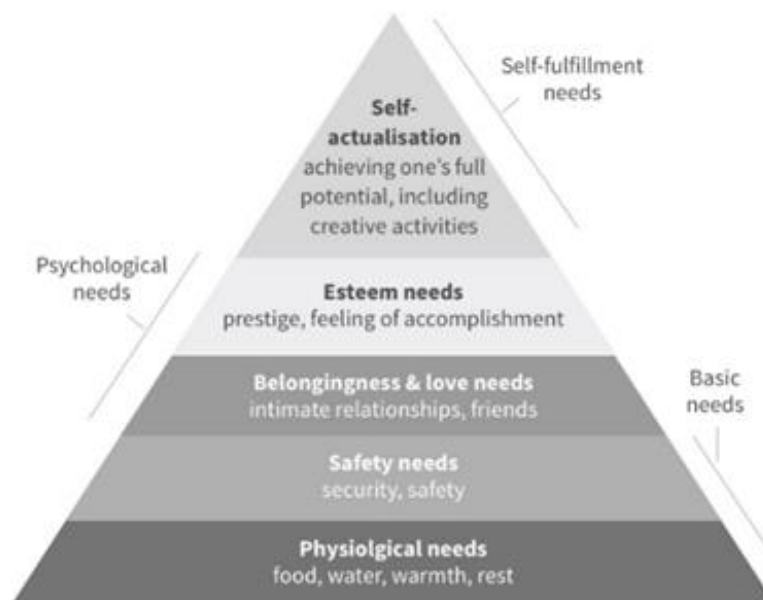 Self-fulfillment
needs
Self-
actualisation
achieving one's full
potential, including
creative activities
Psychological
needs
Esteem needs
prestige, feeling of accomplishment
Belongingness & love needs
intimate relationships, friends
Basic
needs
Safety needs
security, safety
Physiolgical needs
food, water, warmth, rest